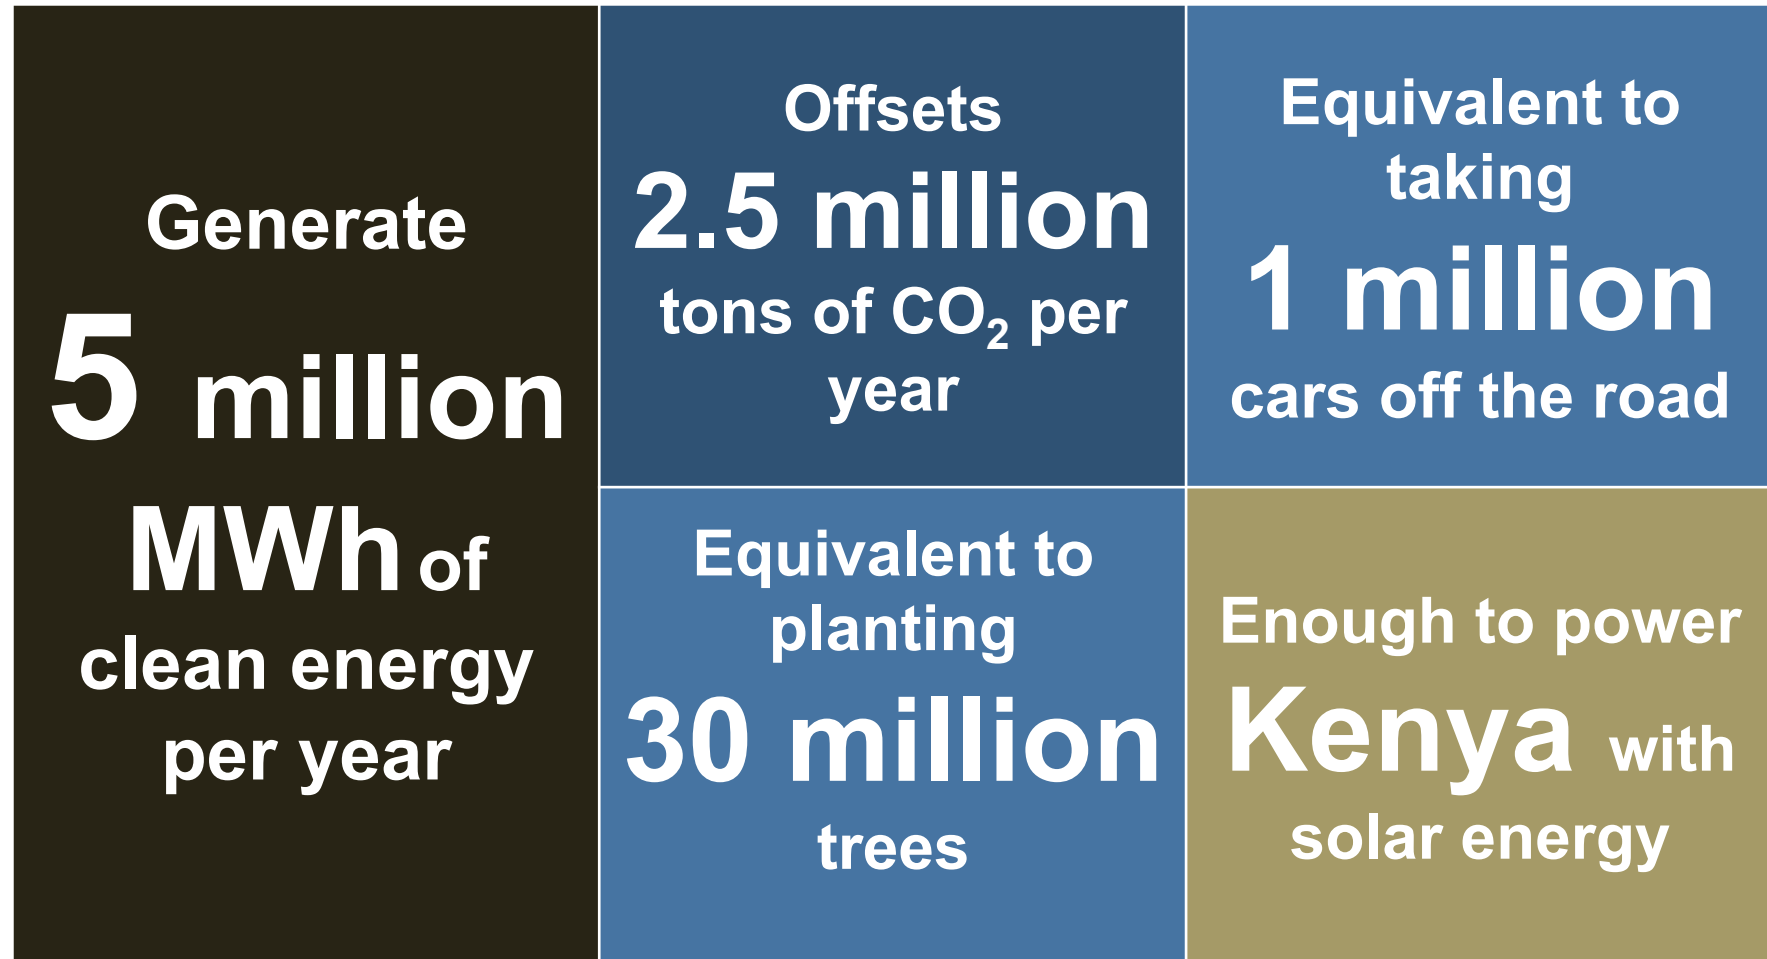 Generate
5 million
MWh of
clean energy
per year
Offsets
2.5 million
tons of CO₂ per
year
Equivalent to
taking
1 million
cars off the road
Equivalent to
planting
30 million
trees
Enough to power
Kenya with
solar energy